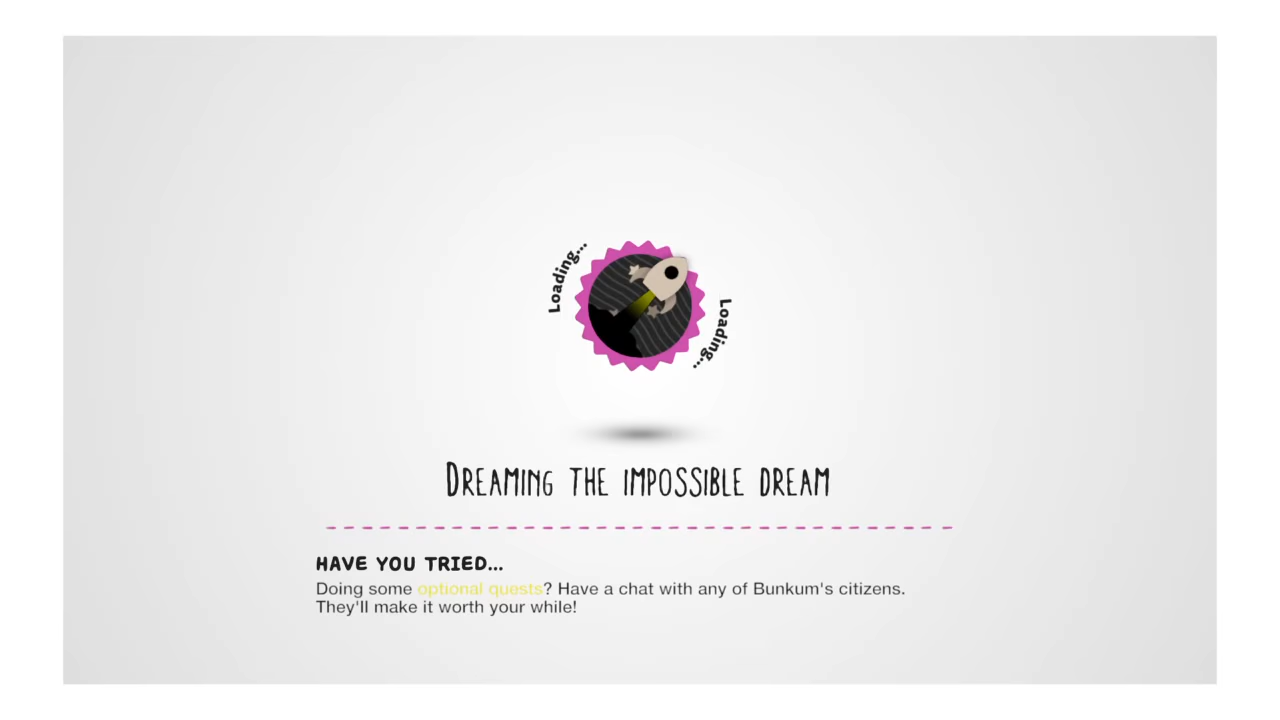 Loading...
Loading...
Dreaming the impossible dream
HAVE YOU TRIED...
Doing some optional quests? Have a chat with any of Bunkum's citizens.
They'll make it worth your while!